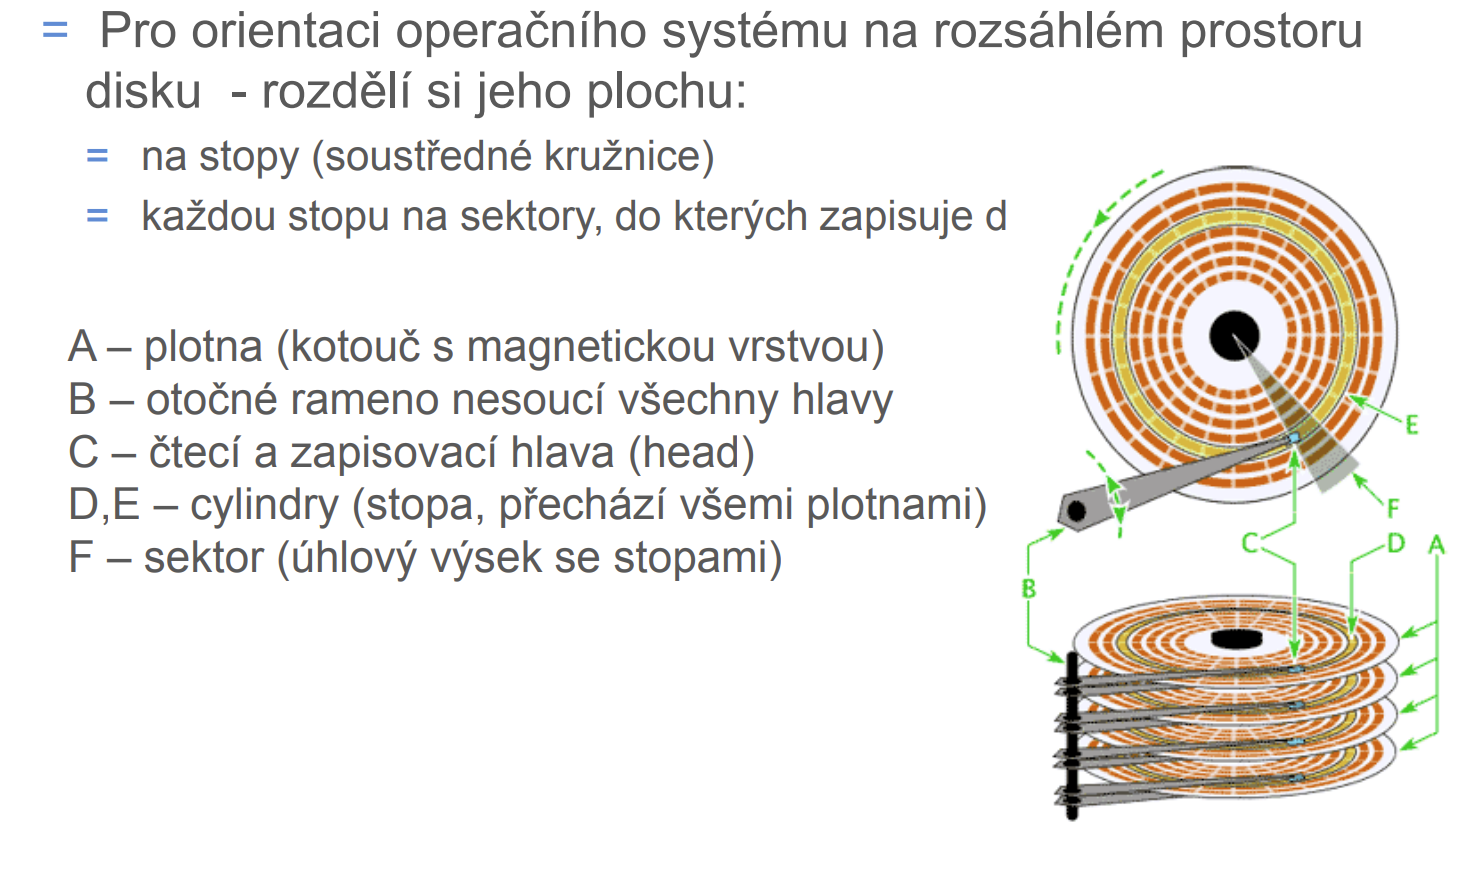 = Pro orientaci operačního systému na rozsáhlém prostoru
disku - rozdělí si jeho plochu:
= na stopy (soustředné kružnice)
= každou stopu na sektory, do kterých zapisuje d
A – plotna (kotouč s magnetickou vrstvou)
B – otočné rameno nesoucí všechny hlavy
C – čtecí a zapisovací hlava (head)
D,E – cylindry (stopa, přechází všemi plotnami)
F – sektor (úhlový výsek se stopami)
E
F
C
D
A
B